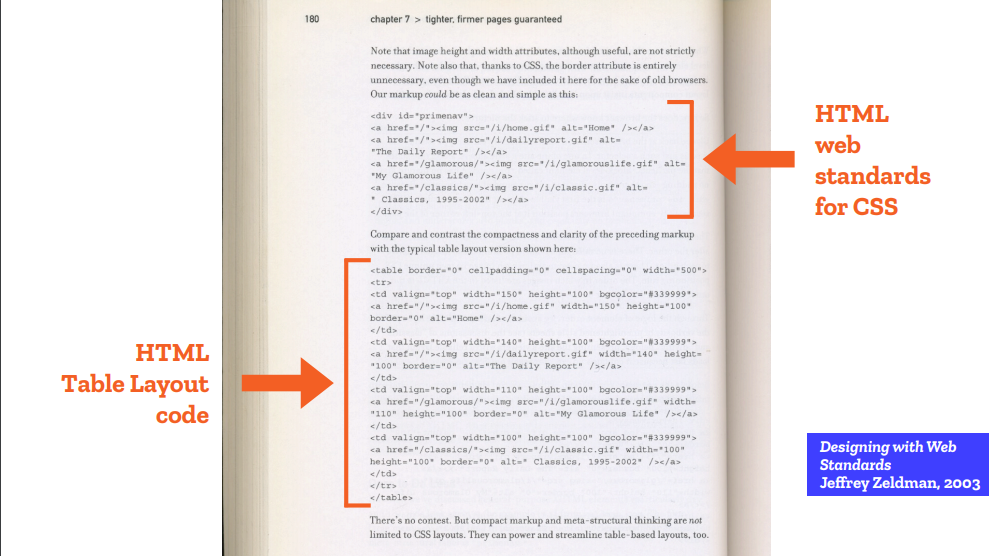 180 chapter 7 > tighter, firmer pages guaranteed
Note that image height and width attributes, although useful, are not strictly
necessary. Note also that, thanks to CSS, the border attribute is entirely
unnecessary, even though we have included it here for the sake of old browsers.
Our markup could be as clean and simple as this:
<div id="primenav">
<a href="/"><img src="/i/home.gif" alt="Home" /></a>
<a href="/"><img src="/i/dailyreport.gif" alt=
"The Daily Report" /></a>
<a href="/glamorous/"><img src="/i/glamorouslife.gif" alt=
"My Glamorous Life" /></a>
<a href="/classics/"><img src="/i/classic.gif" alt=
" Classics, 1995-2002" /></a>
</div>
HTML
web
standards
for CSS
Compare and contrast the compactness and clarity of the preceding markup
with the typical table layout version shown here:
<table border="0" cellpadding="0" cellspacing="0" width="500">
<tr>
<td valign="top" width="150" height="100" bgcolor="#339999">
<a href="/"><img src="/i/home.gif" width="150" height="100"
border="0" alt="Home" /></a>
</td>
<td valign="top" width="140" height="100" bgcolor="#339999">
<a href="/"><img src="/i/dailyreport.gif" width="140" height=
"100" border="0" alt="The Daily Report" /></a>
</td>
<td valign="top" width="110" height="100" bgcolor="#339999">
<a href="/glamorous/"><img src="/i/glamorouslife.gif" width=
"110" height="100" border="0" alt="My Glamorous Life" /></a>
</td>
<td valign="top" width="100" height="100" bgcolor="#339999">
<a href="/classics/"><img src="/i/classic.gif" width="100"
height="100" border="0" alt=" Classics, 1995-2002" /></a>
</td>
</tr>
</table>
HTML
Table Layout
code
There's no contest. But compact markup and meta-structural thinking are not
limited to CSS layouts. They can power and streamline table-based layouts, too.
Designing with Web
Standards
Jeffrey Zeldman, 2003